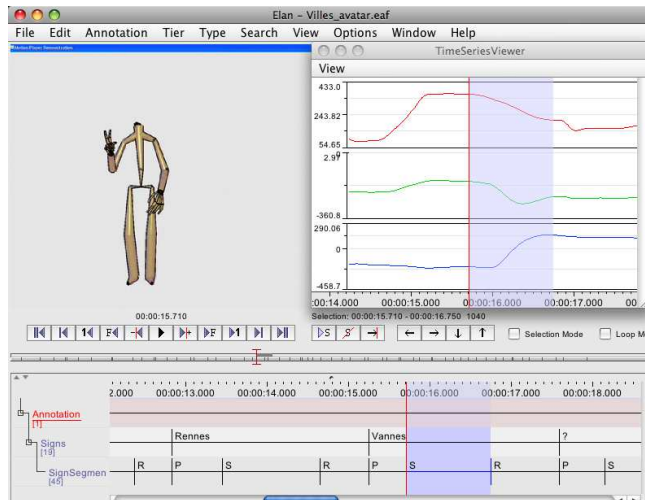 Elan - Villes_avatar.eaf
File Edit Annotation Tier Type Search View Options Window Help
TimeSeriesViewer
View
433.0
243.82
54.65
2.99
-360.8
290.06
0
-458.7
00:14.000 00:00:15.000 00:00:16.000 00:00:17.000 00
00:00:15.710
Selection: 00:00:15.710 - 00:00:16.750 1040
1 F F 1 S S Selection Mode Loop M
2.000 00:00:13.000 00:00:14.000 00:00:15.000 00:00:16.000 00:00:17.000 00:00:18.000
Annotation
[1]
Rennes Vannes ?
Signs
[19]
R P S R P S R P S
SignSegmen
[45]